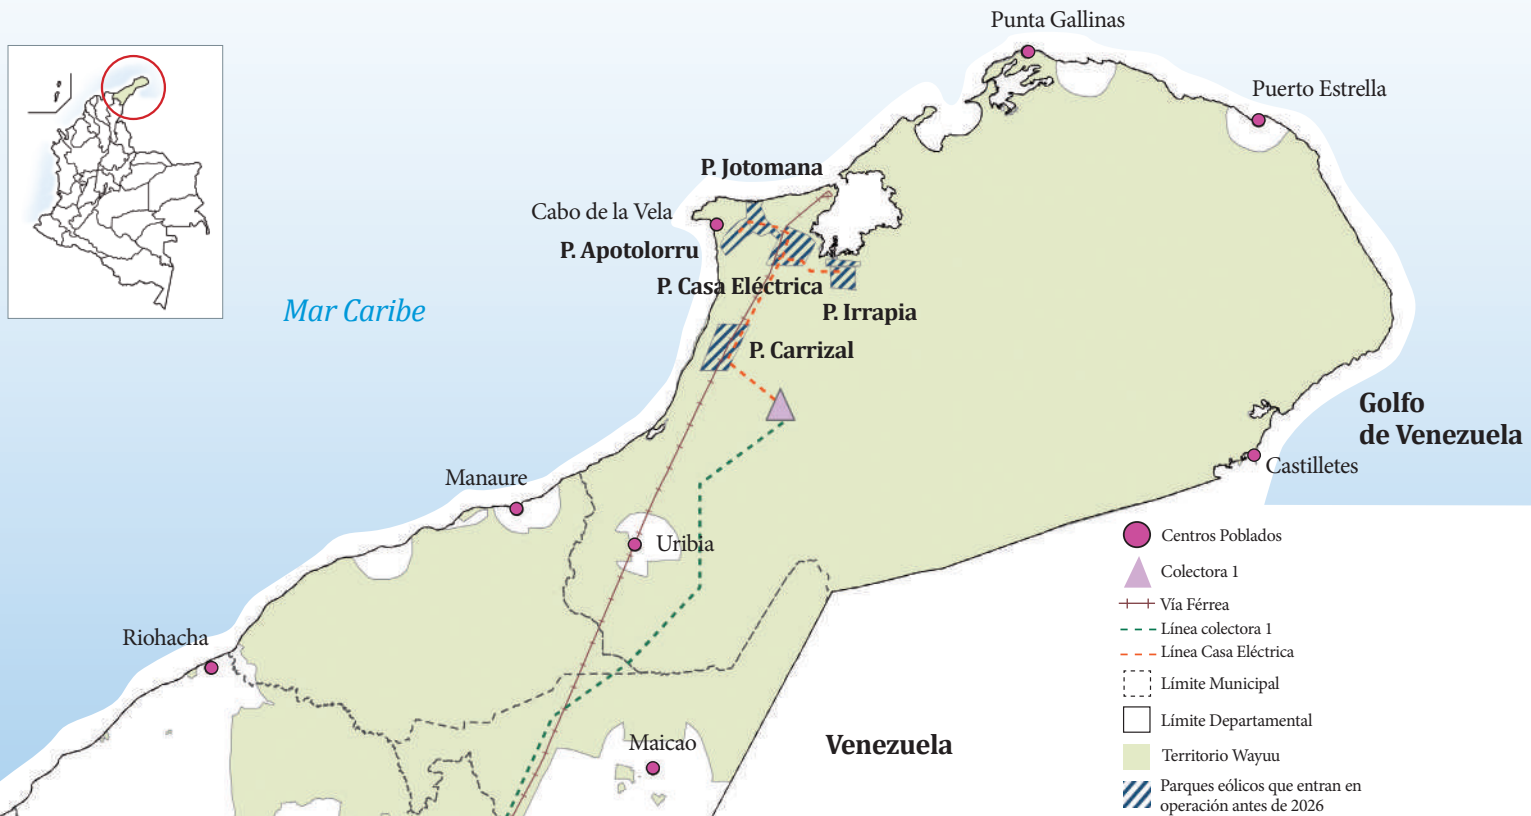 Punta Gallinas
Puerto Estrella
P. Jotomana
Cabo de la Vela
P. Apotolorru
P. Casa Eléctrica
Mar Caribe
P. Irrapia
P. Carrizal
Golfo
de Venezuela
Castilletes
Manaure
Uribia
Riohacha
Maicao
Venezuela
Centros Poblados
Colectora 1
Vía Férrea
Línea colectora 1
Línea Casa Eléctrica
Límite Municipal
Límite Departamental
Territorio Wayuu
Parques eólicos que entran en
operación antes de 2026